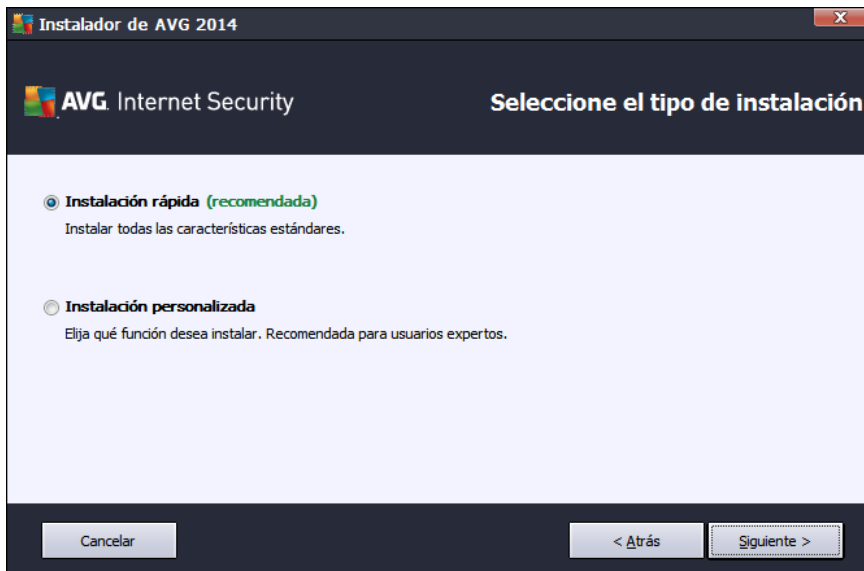 Instalador de AVG 2014
AVG. Internet Security
Seleccione el tipo de instalación
Instalación rápida (recomendada)
Instalar todas las características estándares.
Instalación personalizada
Elija qué función desea instalar. Recomendada para usuarios expertos.
Cancelar
< Atrás
Siguiente >